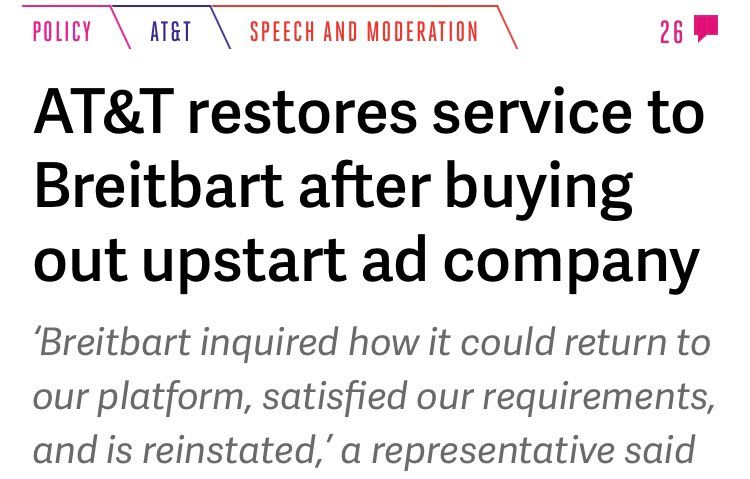 POLICY AT&T SPEECH AND MODERATION 26
AT&T restores service to
Breitbart after buying
out upstart ad company
‘Breitbart inquired how it could return to
our platform, satisfied our requirements,
and is reinstated,’ a representative said